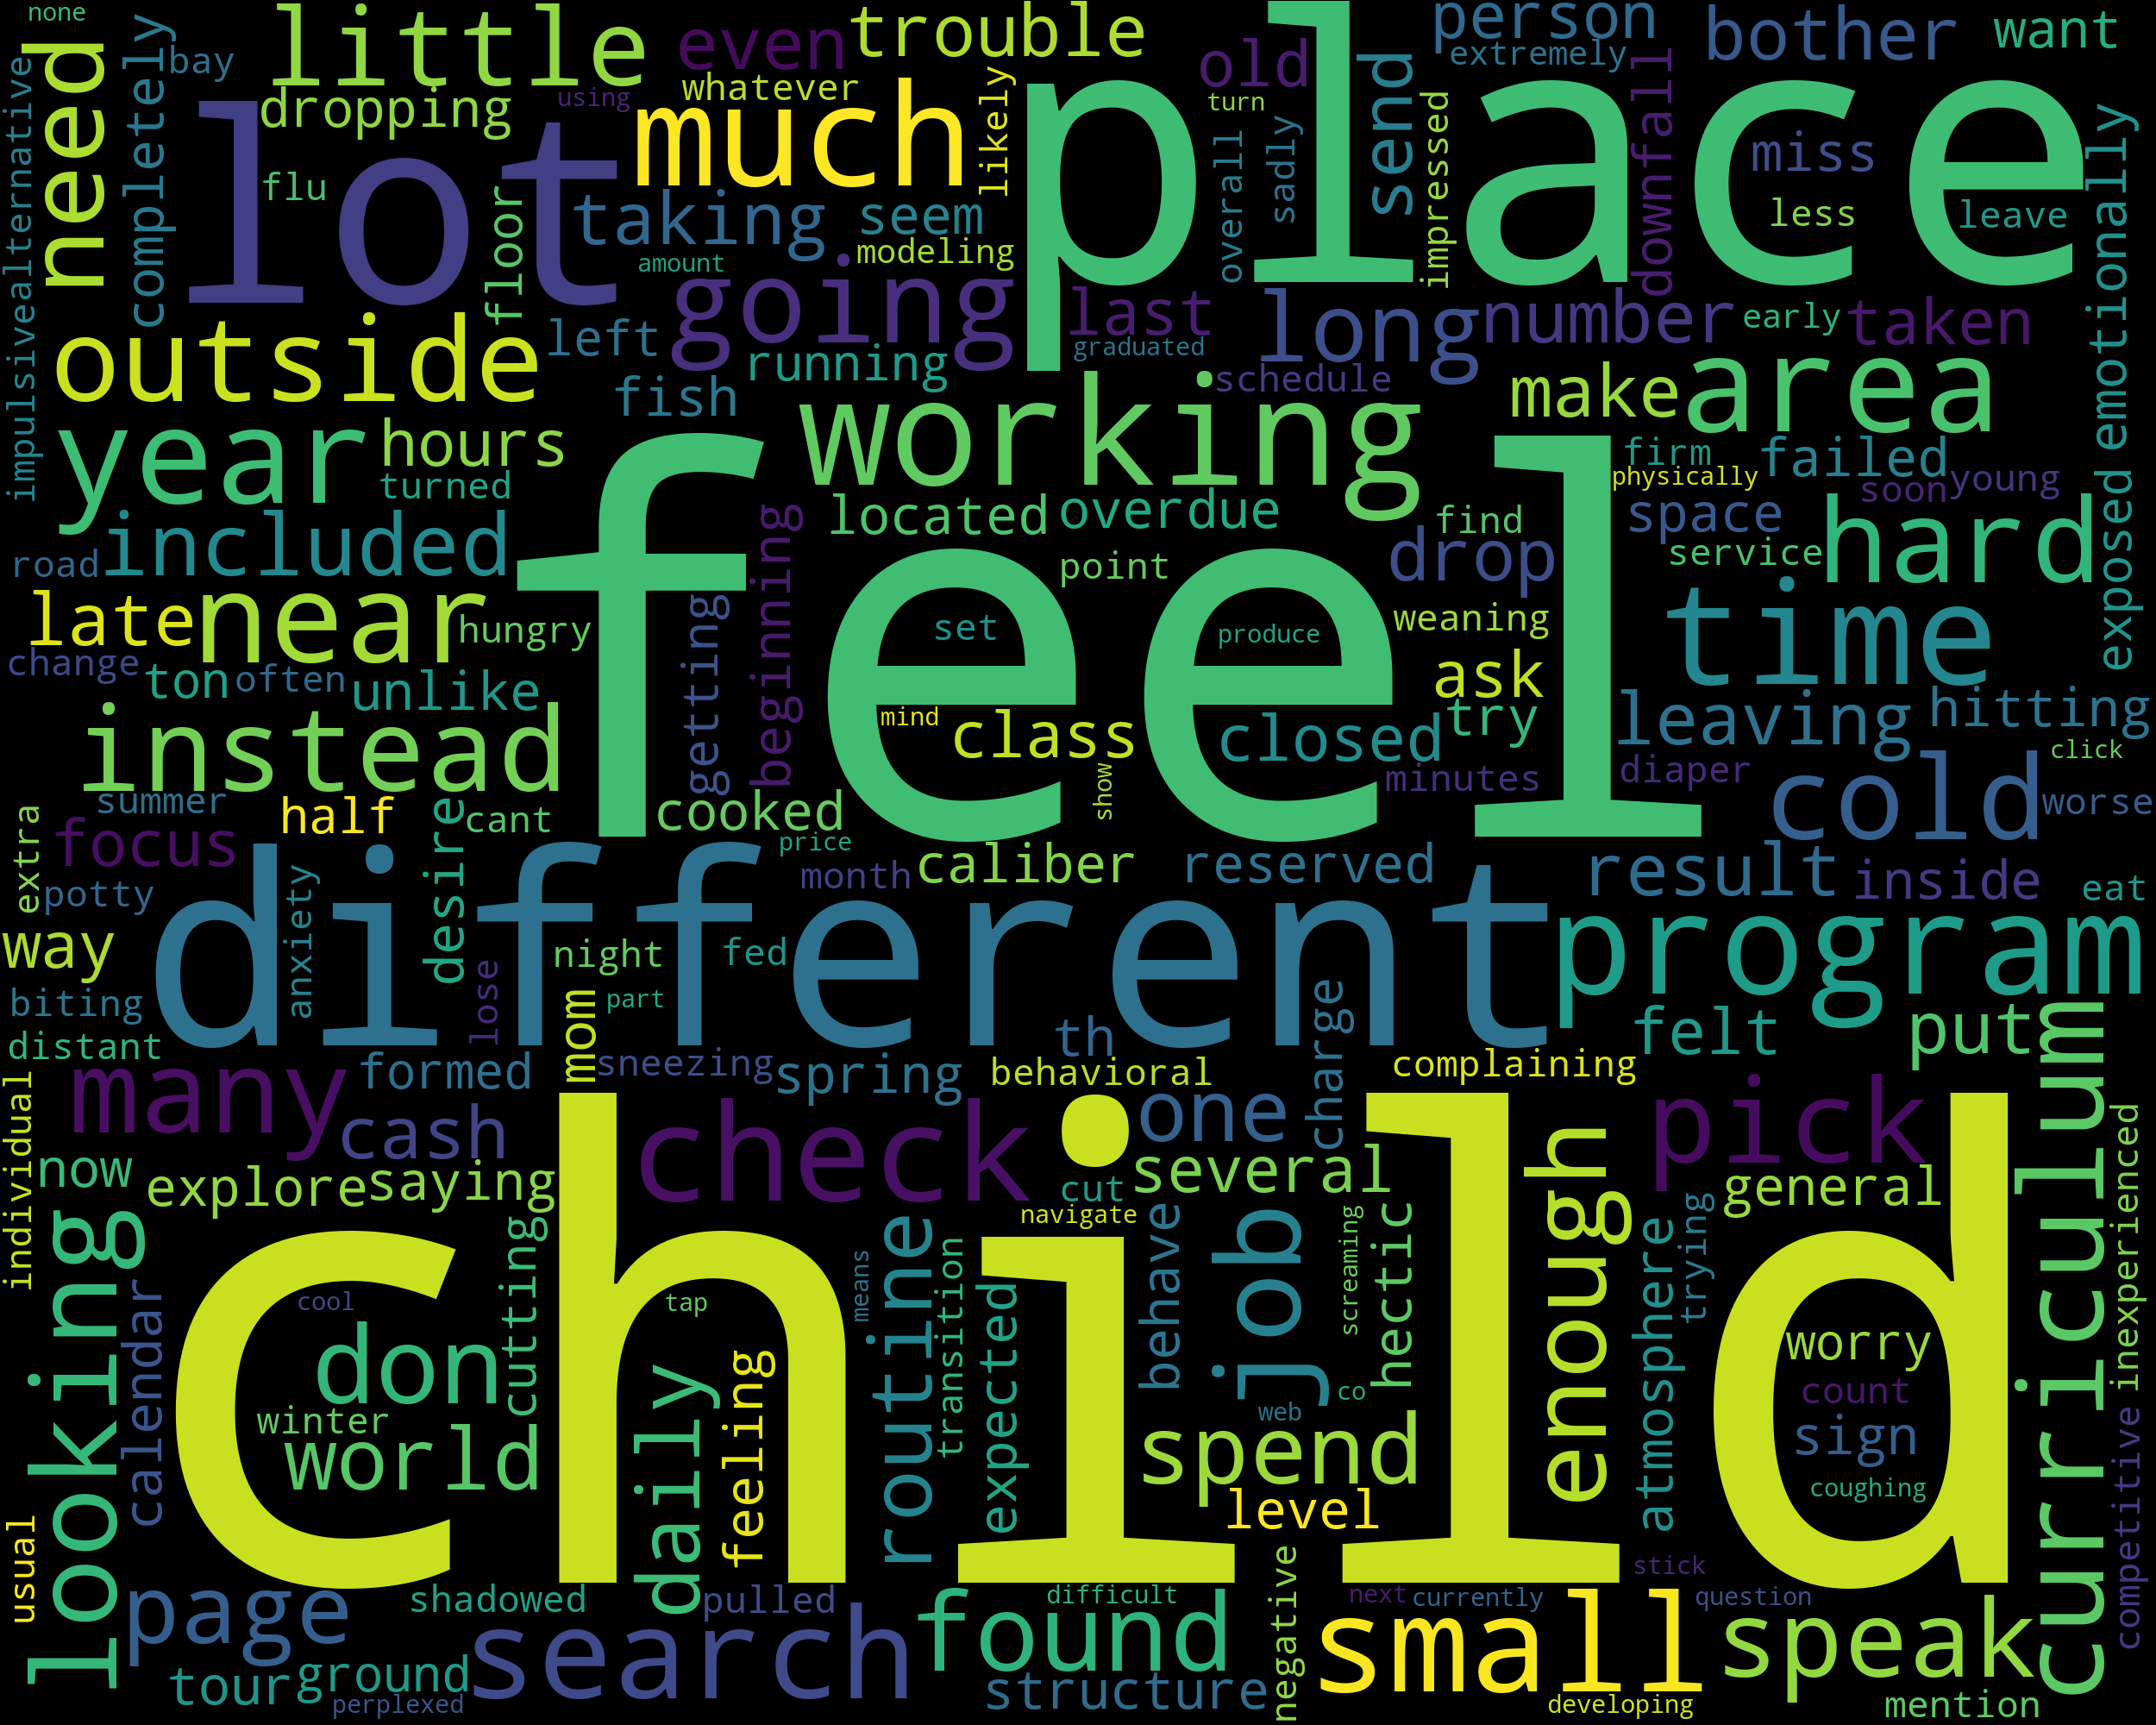 none
little
even
trouble
place
person
bother
want
bay
extremely
need
completely
impulsivealternative
lot
dropping
using
whatever
much
likely
old
turn
send
impressed
downfall
miss
emotionally
flu
floor
taking
seem
modeling
amount
overall
sadly
less
leave
outside
left
going
last
graduated
long
number
early
taken
running
schedule
fish
working
make
area
year
hours
turned
feel
firm
failed
physically
soon
young
exposed
included
road
located
overdue
find
space
service
hard
beginning
point
drop
late
near
hungry
getting
set
produce
weaning
time
change
ton
often
unlike
ask
instead
mind
class
closed
try
leaving
hitting
click
show
minutes
diaper
cold
worse
summer
half
cant
desire
cooked
price
extra
focus
potty
month
caliber
reserved
result
inside
eat
way
anxiety
different
program
biting
lose
night
fed
part
distant
formed
mom
sneezing
spring
th
charge
felt
put
curriculum
behavioral
complaining
many
cash
child
check
one
pick
individual
now
explore
saying
several
enough
general
inexperienced
cut
navigate
looking
cutting
routine
behave
job
screaming
hectic
trying
calendar
cool
tap
means
transition
expected
atmosphere
don
winter
world
daily
feeling
co
web
worry
count
sign
spend
coughing
competitive
level
usual
page
shadowed
pulled
difficult
negative
next
currently
stick
question
search
found
small
speak
tour
ground
perplexed
structure
developing
mention